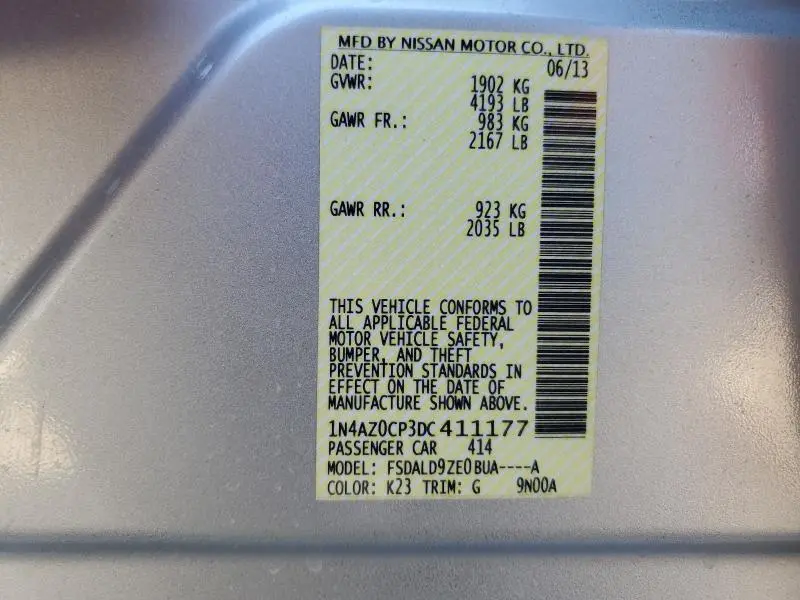 MFD BY NISSAN MOTOR CO., LTD.
DATE: 06/13
GVWR: 1902 KG
4193 LB
GAWR FR.: 983 KG
2167 LB
GAWR RR.: 923 KG
2035 LB
THIS VEHICLE CONFORMS TO
ALL APPLICABLE FEDERAL
MOTOR VEHICLE SAFETY,
BUMPER, AND THEFT
PREVENTION STANDARDS IN
EFFECT ON THE DATE OF
MANUFACTURE SHOWN ABOVE.
1N4AZ0CP3DC411177
PASSENGER CAR 414
MODEL: FSDALD9ZE0BUA----A
COLOR: K23 TRIM: G 9N00A